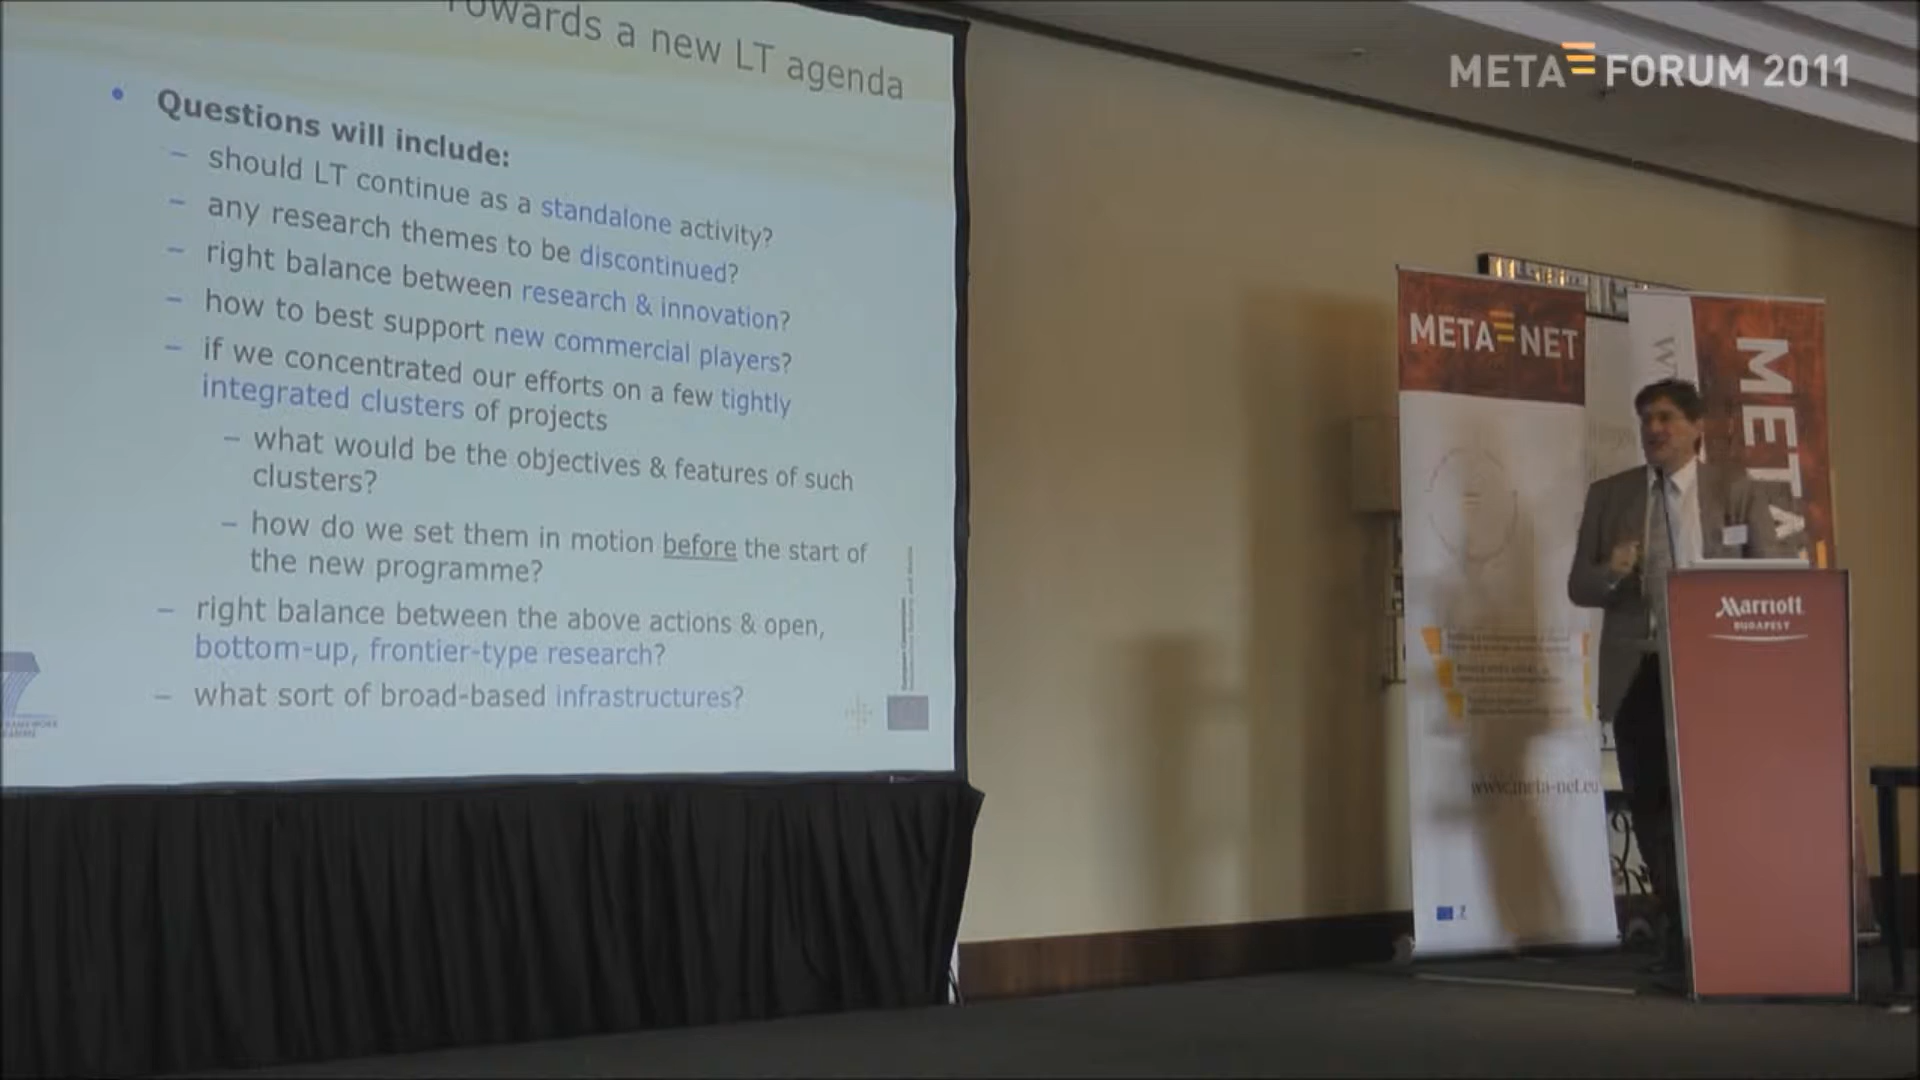 Towards a new LT agenda
META FORUM 2011
• Questions will include:
– should LT continue as a standalone activity?
– any research themes to be discontinued?
– right balance between research & innovation?
– how to best support new commercial players?
– if we concentrated our efforts on a few tightly
integrated clusters of projects
– what would be the objectives & features of such
clusters?
– how do we set them in motion before the start of
the new programme?
– right balance between the above actions & open,
bottom-up, frontier-type research?
– what sort of broad-based infrastructures?
META NET
www.meta-net.eu
META
Marriott
BUDAPEST